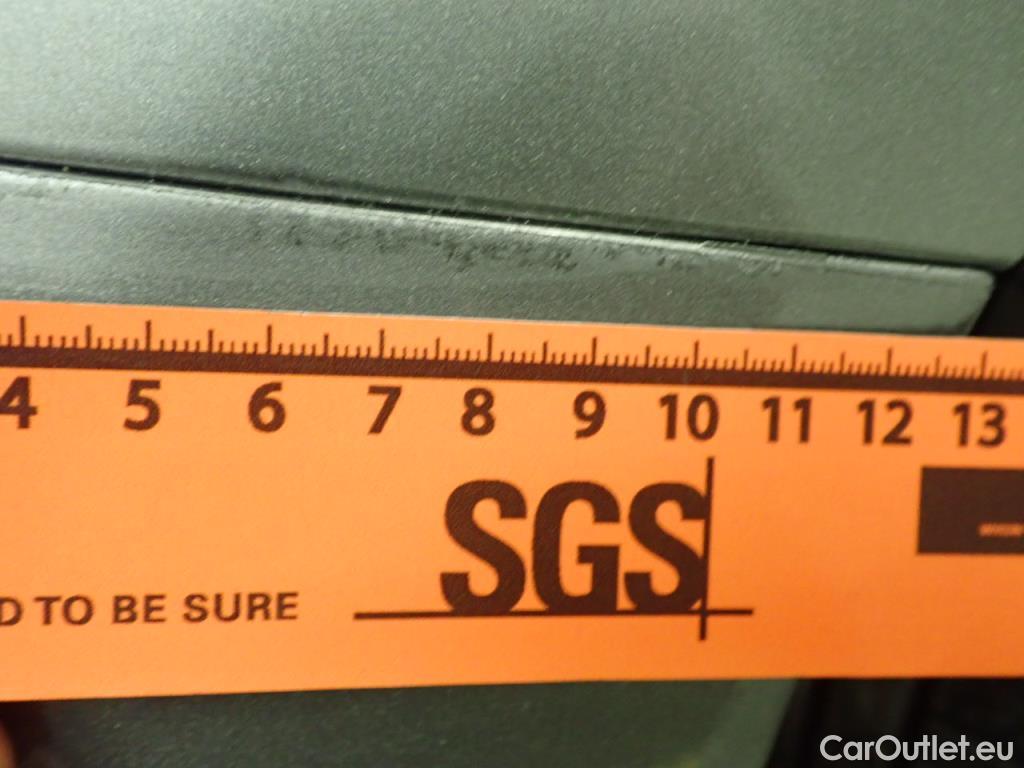 4 5 6 7 8 9 10 11 12 13
SGS
D TO BE SURE
CarOutlet.eu